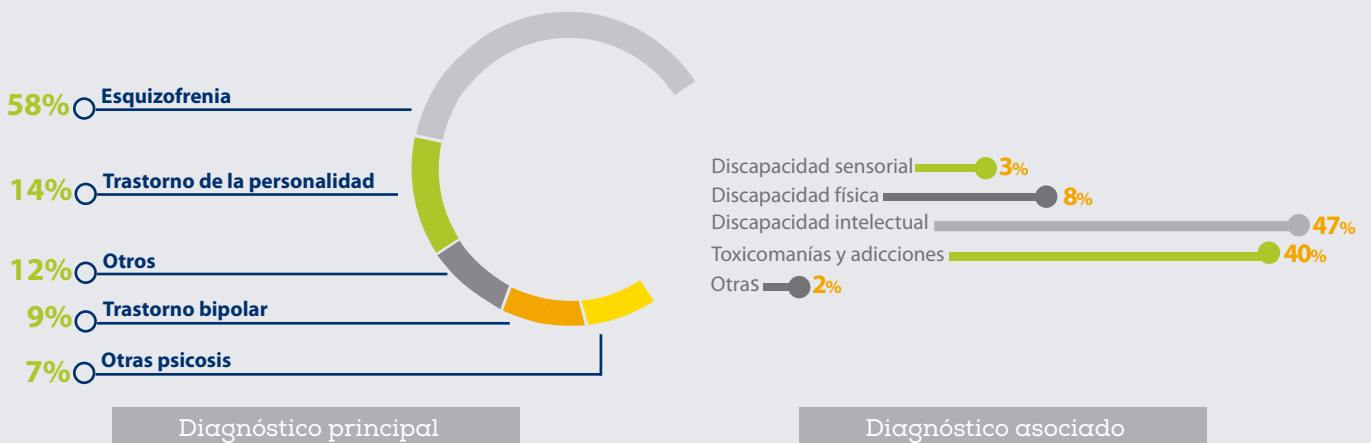 58% Esquizofrenia
14% Trastorno de la personalidad
12% Otros
9% Trastorno bipolar
7% Otras psicosis
Diagnóstico principal
Discapacidad sensorial 3%
Discapacidad física 8%
Discapacidad intelectual 47%
Toxicomanías y adicciones 40%
Otras 2%
Diagnóstico asociado